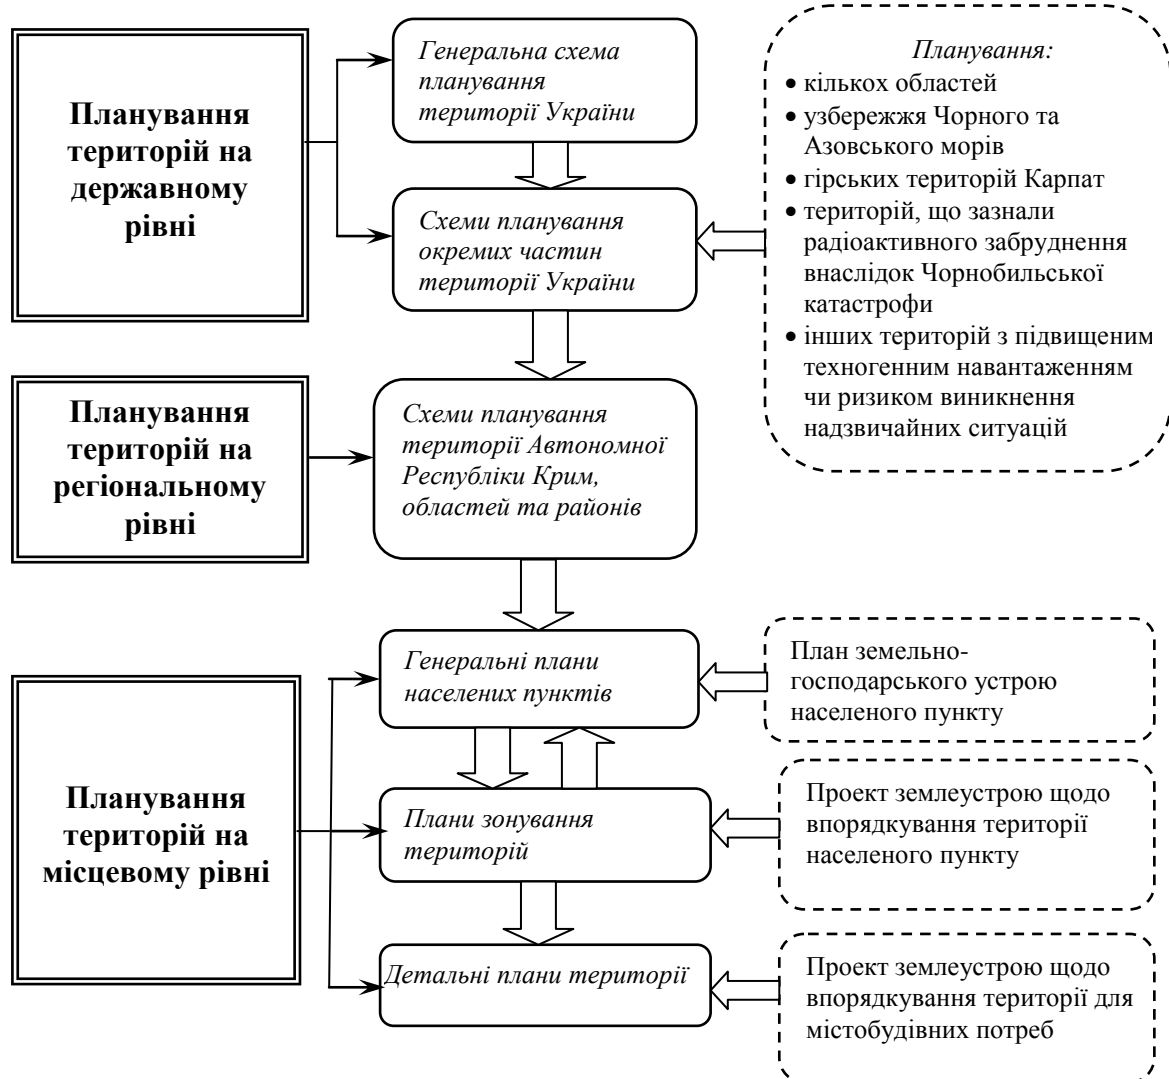 Планування
територій на
державному
рівні
Генеральна схема
планування
території України
Схеми планування
окремих частин
території України
Планування:
• кількох областей
• узбережжя Чорного та
Азовського морів
• гірських територій Карпат
• територій, що зазнали
радіоактивного забруднення
внаслідок Чорнобильської
катастрофи
• інших територій з підвищеним
техногенним навантаженням
чи ризиком виникнення
надзвичайних ситуацій
Планування
територій на
регіональному
рівні
Схеми планування
території Автономної
Республіки Крим,
областей та районів
Планування
територій на
місцевому рівні
Генеральні плани
населених пунктів
План земельно-
господарського устрою
населеного пункту
Плани зонування
територій
Проект землеустрою щодо
впорядкування території
населеного пункту
Детальні плани території
Проект землеустрою щодо
впорядкування території для
містобудівних потреб